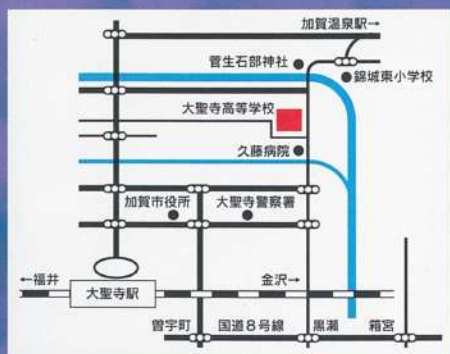 加賀温泉駅→
菅生石部神社
錦城東小学校
大聖寺高等学校
久藤病院
加賀市役所
大聖寺警察署
←福井
金沢→
大聖寺駅
曽宇町
国道8号線
黒瀬
箱宮